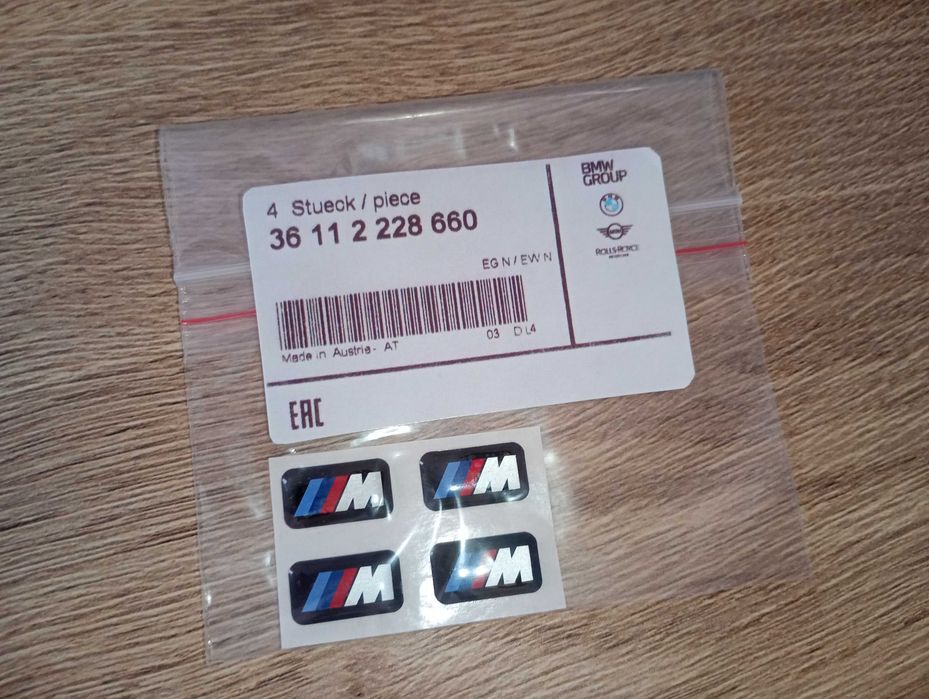 4 Stueck / piece
36 11 2 228 660
EG N / EW N
Made in Austria - AT
03 D L4
EAC
BMW
GROUP
MINI
ROLLS-ROYCE
M
M
M
M